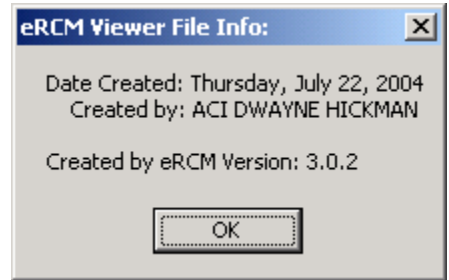 eRCM Viewer File Info:
Date Created: Thursday, July 22, 2004
Created by: ACI DWAYNE HICKMAN
Created by eRCM Version: 3.0.2
OK